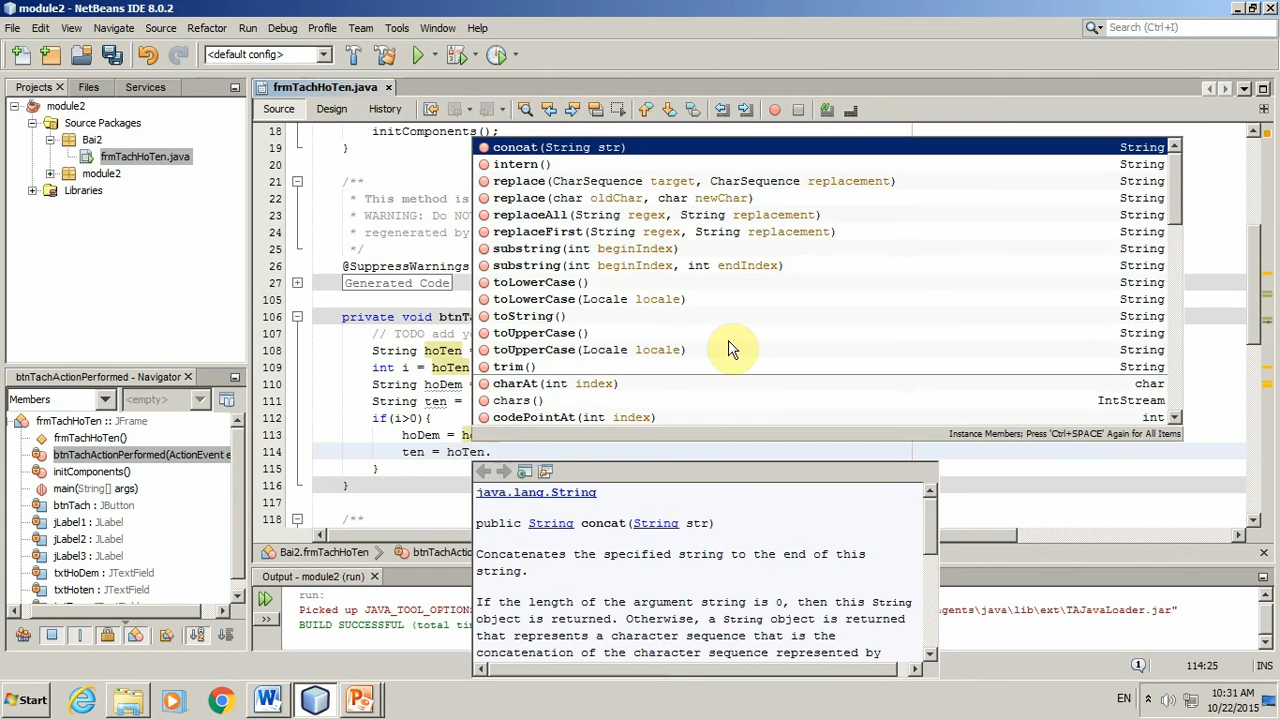 module2 - NetBeans IDE 8.0.2
File Edit View Navigate Source Refactor Run Debug Profile Team Tools Window Help
Search (Ctrl+I)
<default config>
Projects Files Services
frmTachHoTen.java
module2
Source Packages
Bai2
frmTachHoTen.java
module2
Libraries
Source Design History
18 initComponents();
19 }
20
21 /**
22 * This method is
23 * WARNING: Do NO
24 * regenerated by
25 */
26 @SuppressWarnings
27 Generated Code
105
106 private void btnTa
107 // TODO add y
108 String hoTen =
109 int i = hoTen
110 String hoDem =
111 String ten =
112 if(i>0){
113 hoDem = h
114 ten = hoTen.
115 }
116 }
117
118 /**
concat(String str) String
intern() String
replace(CharSequence target, CharSequence replacement) String
replace(char oldChar, char newChar) String
replaceAll(String regex, String replacement) String
replaceFirst(String regex, String replacement) String
substring(int beginIndex) String
substring(int beginIndex, int endIndex) String
toLowerCase() String
toLowerCase(Locale locale) String
toString() String
toUpperCase() String
toUpperCase(Locale locale) String
trim() String
charAt(int index) char
chars() IntStream
codePointAt(int index) int
Instance Members; Press 'Ctrl+SPACE' Again for All Items
java.lang.String
public String concat(String str)
Concatenates the specified string to the end of this
string.
If the length of the argument string is 0, then this String
object is returned. Otherwise, a String object is returned
that represents a character sequence that is the
concatenation of the character sequence represented by
btnTachActionPerformed - Navigator
Members <empty>
frmTachHoTen :: JFrame
frmTachHoTen()
btnTachActionPerformed(ActionEvent e
initComponents()
main(String[] args)
btnTach : JButton
jLabel1 : JLabel
jLabel2 : JLabel
jLabel3 : JLabel
txtHoDem : JTextField
txtHoten : JTextField
Bai2.frmTachHoTen btnTachActio
Output - module2 (run)
run:
Picked up JAVA_TOOL_OPTION agents\java\lib\ext\TAJavaLoader.jar"
BUILD SUCCESSFUL (total ti
1 114:25 INS
Start EN 10:31 AM
10/22/2015